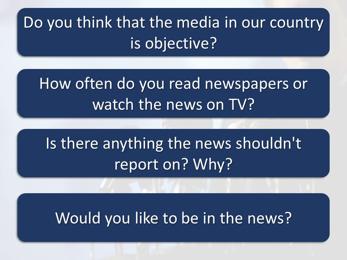 Do you think that the media in our country
is objective?
How often do you read newspapers or
watch the news on TV?
Is there anything the news shouldn't
report on? Why?
Would you like to be in the news?